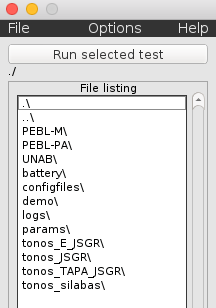 File Options Help
Run selected test
./
File listing
.\
..\
PEBL-M\
PEBL-PA\
UNAB\
battery\
configfiles\
demo\
logs\
params\
tonos_E_JSGR\
tonos_JSGR\
tonos_TAPA_JSGR\
tonos_silabas\